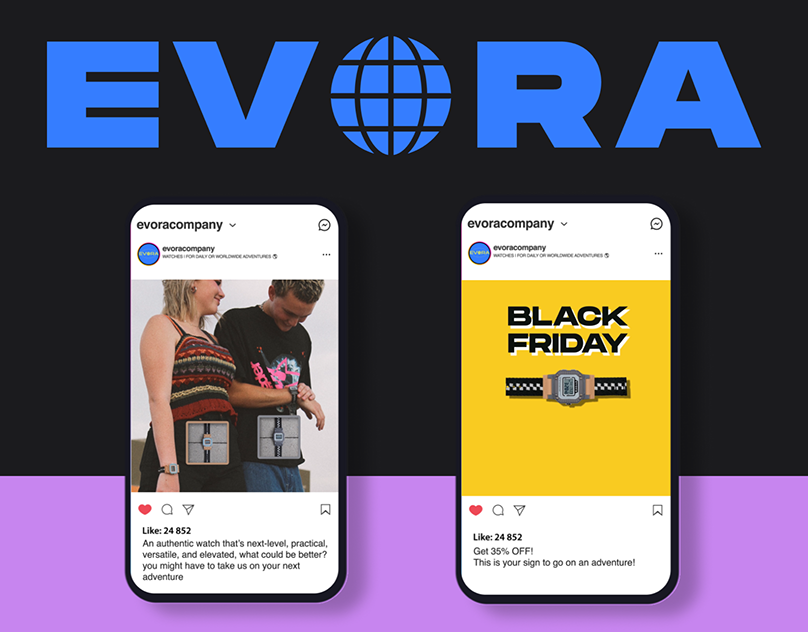 EVORA
evoracompany
evoracompany
WATCHES | FOR DAILY OR WORLDWIDE ADVENTURES
Like: 24 852
An authentic watch that's next-level, practical,
versatile, and elevated, what could be better?
you might have to take us on your next
adventure
evoracompany
EVORA
evoracompany
WATCHES | FOR DAILY OR WORLDWIDE ADVENTURES
BLACK
FRIDAY
Like: 24 852
Get 35% OFF!
This is your sign to go on an adventure!